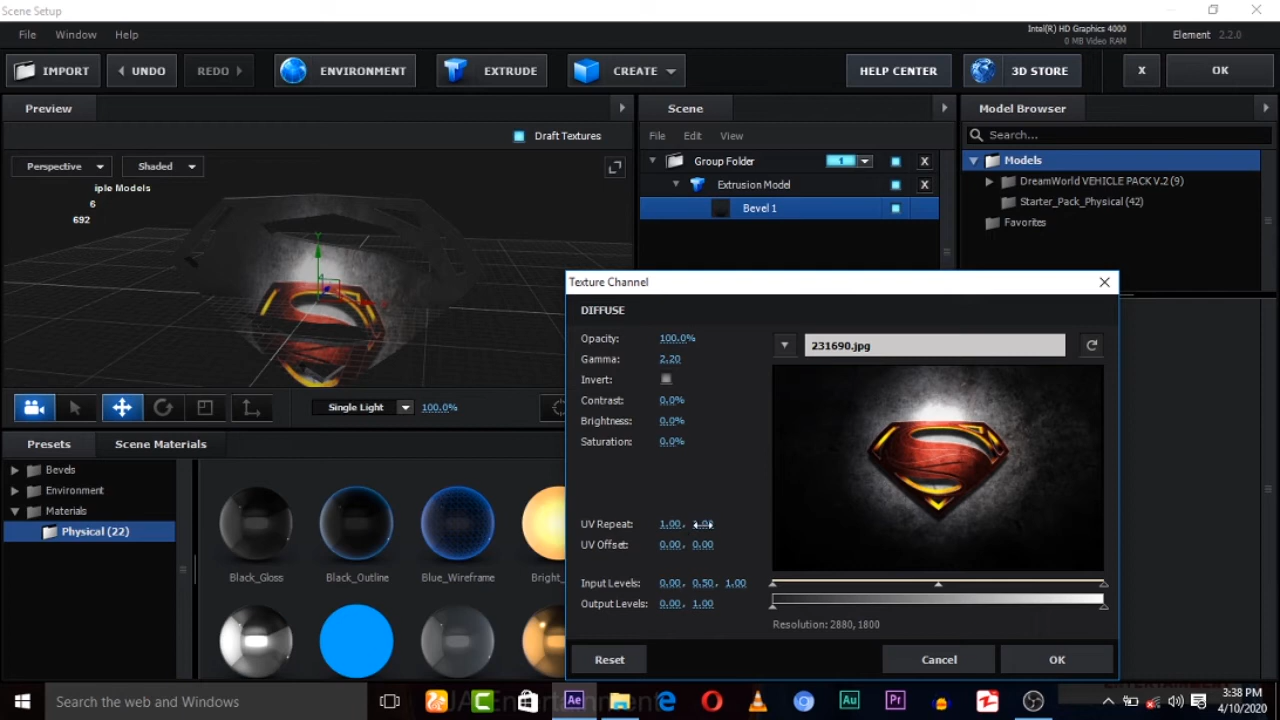 Scene Setup
File Window Help
Intel(R) HD Graphics 4000
0 MB Video RAM
Element 2.2.0
IMPORT UNDO REDO ENVIRONMENT EXTRUDE CREATE HELP CENTER 3D STORE X OK
Preview
Draft Textures
Perspective Shaded
iple Models
6
692
Y
Single Light 100.0%
Scene
File Edit View
Group Folder 1 X
Extrusion Model X
Bevel 1
Model Browser
Search...
Models
DreamWorld VEHICLE PACK V.2 (9)
Starter_Pack_Physical (42)
Favorites
Presets Scene Materials
Bevels
Environment
Materials
Physical (22)
Black_Gloss Black_Outline Blue_Wireframe Bright_
Texture Channel
DIFFUSE
Opacity: 100.0%
Gamma: 2.20
Invert:
Contrast: 0.0%
Brightness: 0.0%
Saturation: 0.0%
UV Repeat: 1.00,
UV Offset: 0.00, 0.00
Input Levels: 0.00, 0.50, 1.00
Output Levels: 0.00, 1.00
231690.jpg
Resolution: 2880, 1800
Reset Cancel OK
Search the web and Windows
Ae
Au
Pr
3:38 PM
4/10/2020